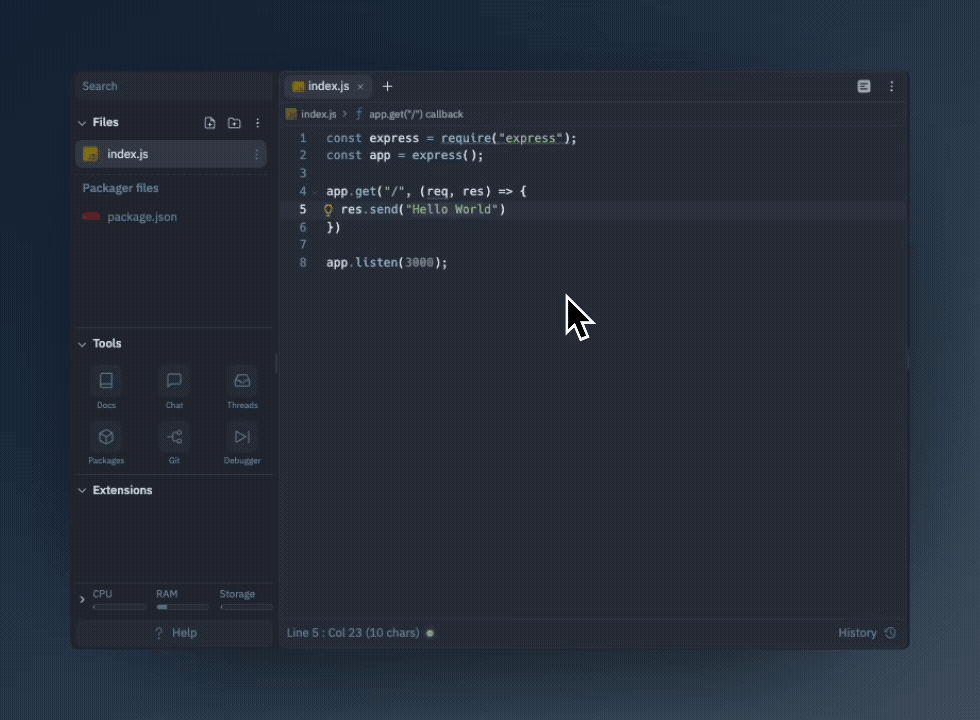 Search
Files
index.js
Packager files
package.json
Tools
Docs Chat Threads
Packages Git Debugger
Extensions
CPU RAM Storage
? Help
index.js × +
index.js > ƒ app.get("/") callback
1 const express = require("express");
2 const app = express();
3
4 app.get("/", (req, res) => {
5 res.send("Hello World")
6 })
7
8 app.listen(3000);
Line 5 : Col 23 (10 chars)
History